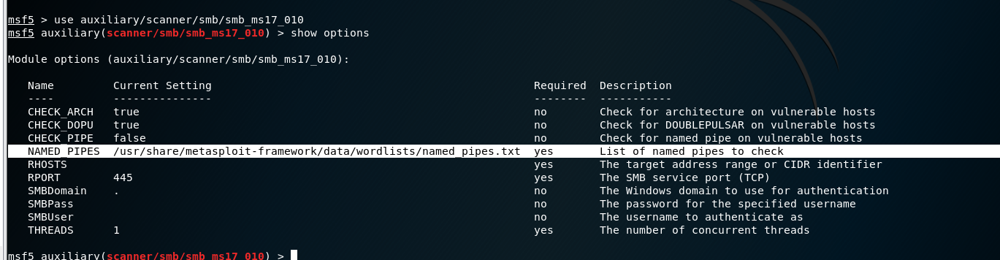 msf5 > use auxiliary/scanner/smb/smb_ms17_010
msf5 auxiliary(scanner/smb/smb_ms17_010) > show options
Module options (auxiliary/scanner/smb/smb_ms17_010):
Name Current Setting Required Description
---- --------------- -------- -----------
CHECK_ARCH true no Check for architecture on vulnerable hosts
CHECK_DOPU true no Check for DOUBLEPULSAR on vulnerable hosts
CHECK_PIPE false no Check for named pipe on vulnerable hosts
NAMED_PIPES /usr/share/metasploit-framework/data/wordlists/named_pipes.txt yes List of named pipes to check
RHOSTS yes The target address range or CIDR identifier
RPORT 445 yes The SMB service port (TCP)
SMBDomain . no The Windows domain to use for authentication
SMBPass no The password for the specified username
SMBUser no The username to authenticate as
THREADS 1 yes The number of concurrent threads
msf5 auxiliary(scanner/smb/smb_ms17_010) >